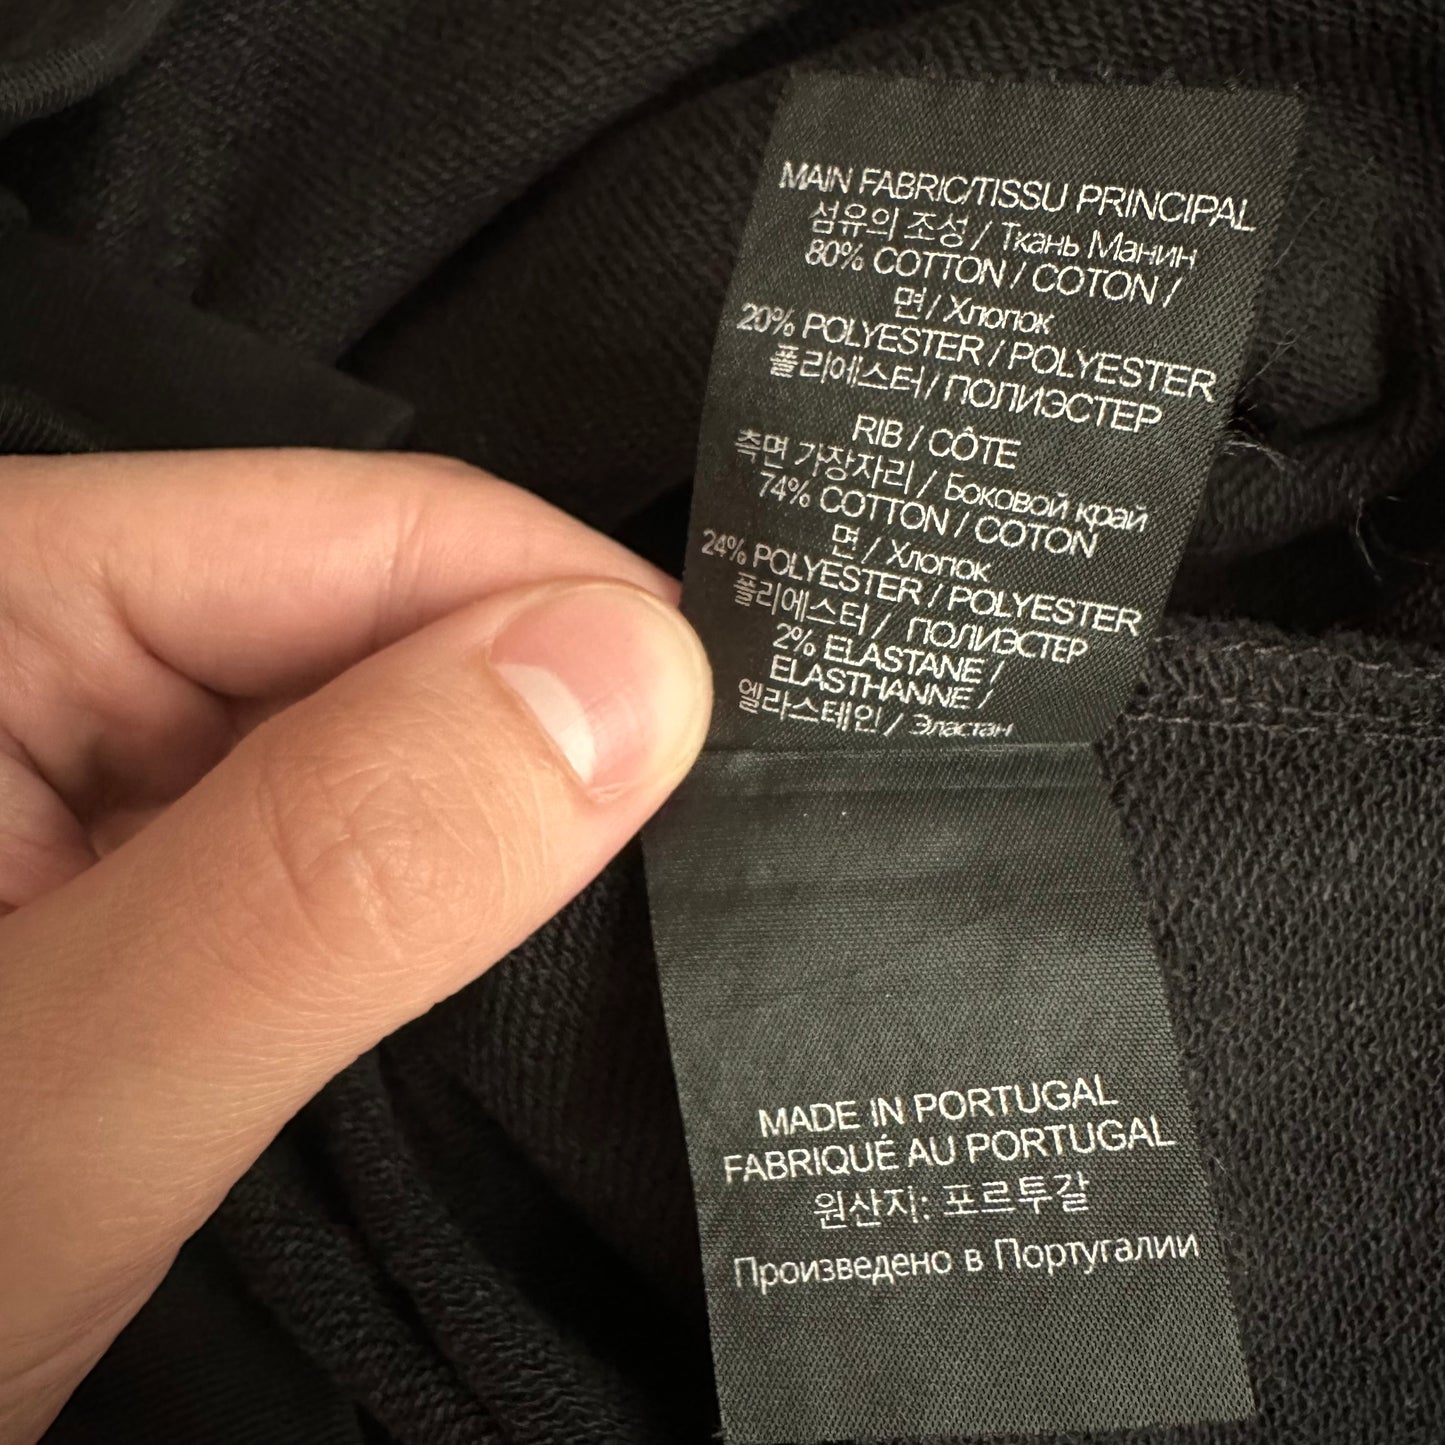 MAIN FABRIC/TISSU PRINCIPAL
섬유의 조성 / Ткань Манин
80% COTTON / COTON /
면 / Хлопок
20% POLYESTER / POLYESTER
폴리에스터 / ПОЛИЭСТЕР
RIB / CÔTE
측면 가장자리 / Боковой край
74% COTTON / COTON
면 / Хлопок
24% POLYESTER / POLYESTER
폴리에스터 / ПОЛИЭСТЕР
2% ELASTANE /
ELASTHANNE /
엘라스테인 / Эластан
MADE IN PORTUGAL
FABRIQUÉ AU PORTUGAL
원산지: 포르투갈
Произведено в Португалии